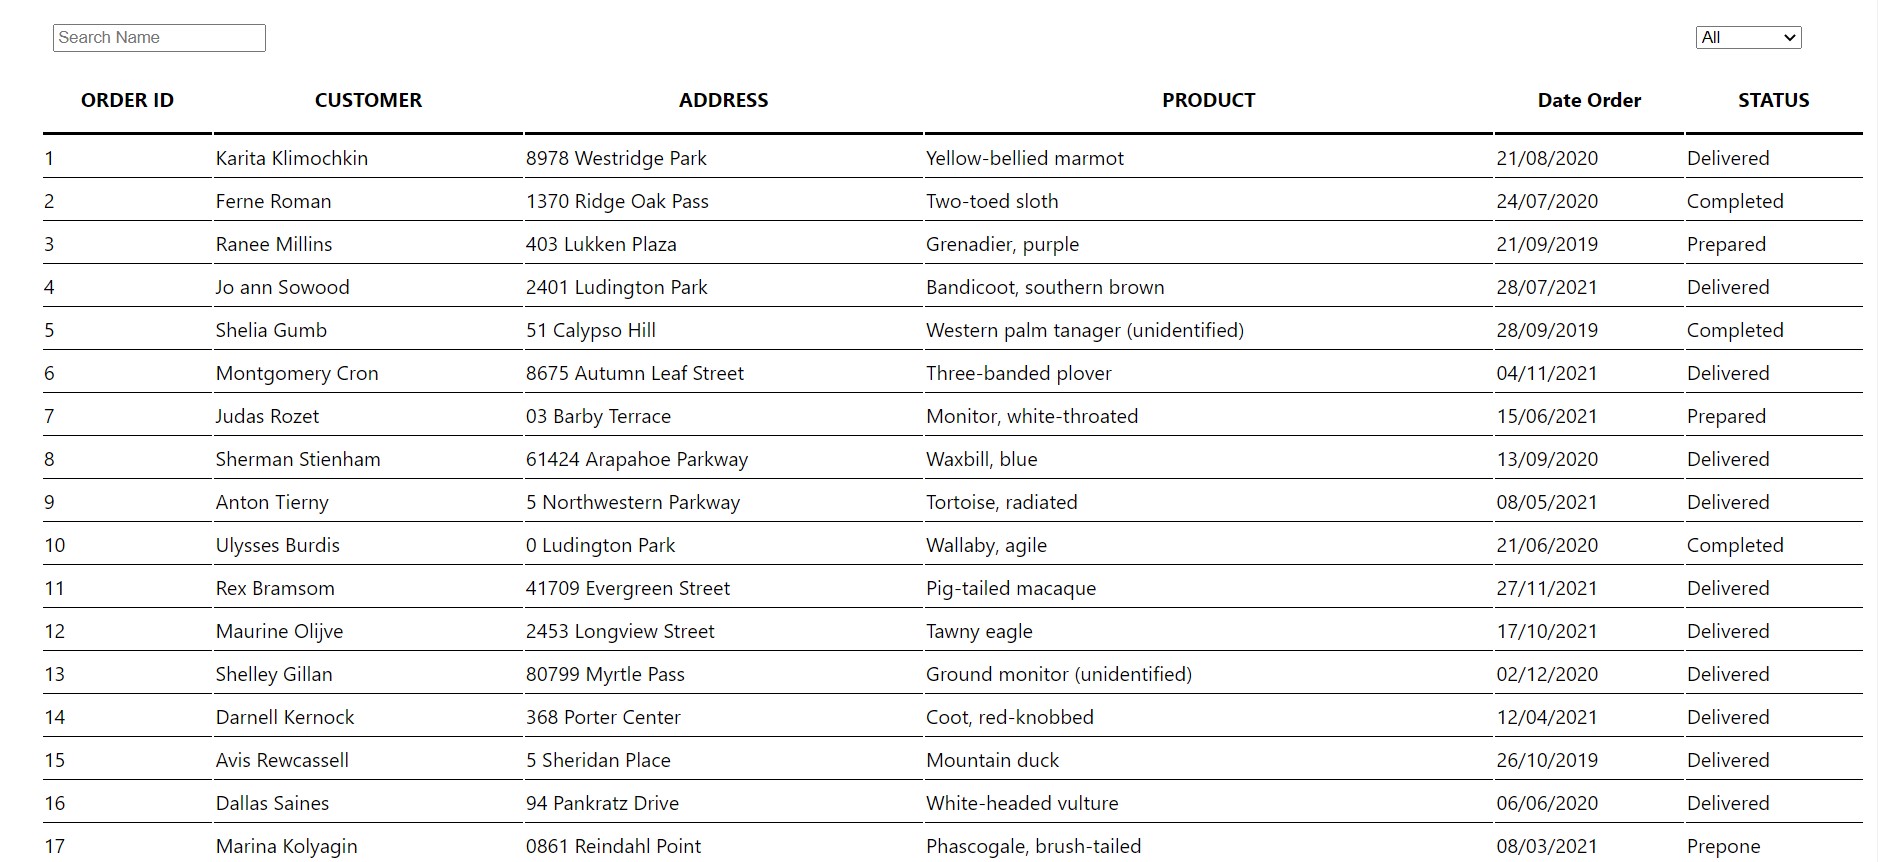 Search Name All
ORDER ID CUSTOMER ADDRESS PRODUCT Date Order STATUS
1 Karita Klimochkin 8978 Westridge Park Yellow-bellied marmot 21/08/2020 Delivered
2 Ferne Roman 1370 Ridge Oak Pass Two-toed sloth 24/07/2020 Completed
3 Ranee Millins 403 Lukken Plaza Grenadier, purple 21/09/2019 Prepared
4 Jo ann Sowood 2401 Ludington Park Bandicoot, southern brown 28/07/2021 Delivered
5 Shelia Gumb 51 Calypso Hill Western palm tanager (unidentified) 28/09/2019 Completed
6 Montgomery Cron 8675 Autumn Leaf Street Three-banded plover 04/11/2021 Delivered
7 Judas Rozet 03 Barby Terrace Monitor, white-throated 15/06/2021 Prepared
8 Sherman Stienham 61424 Arapahoe Parkway Waxbill, blue 13/09/2020 Delivered
9 Anton Tierny 5 Northwestern Parkway Tortoise, radiated 08/05/2021 Delivered
10 Ulysses Burdis 0 Ludington Park Wallaby, agile 21/06/2020 Completed
11 Rex Bramsom 41709 Evergreen Street Pig-tailed macaque 27/11/2021 Delivered
12 Maurine Olijve 2453 Longview Street Tawny eagle 17/10/2021 Delivered
13 Shelley Gillan 80799 Myrtle Pass Ground monitor (unidentified) 02/12/2020 Delivered
14 Darnell Kernock 368 Porter Center Coot, red-knobbed 12/04/2021 Delivered
15 Avis Rewcassell 5 Sheridan Place Mountain duck 26/10/2019 Delivered
16 Dallas Saines 94 Pankratz Drive White-headed vulture 06/06/2020 Delivered
17 Marina Kolyagin 0861 Reindahl Point Phascogale, brush-tailed 08/03/2021 Prepone